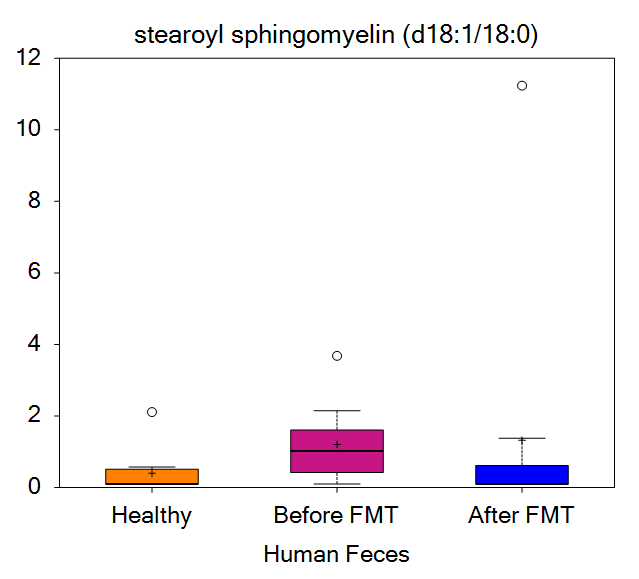 stearoyl sphingomyelin (d18:1/18:0)
12
10
8
6
4
2
0
Healthy Before FMT After FMT
Human Feces